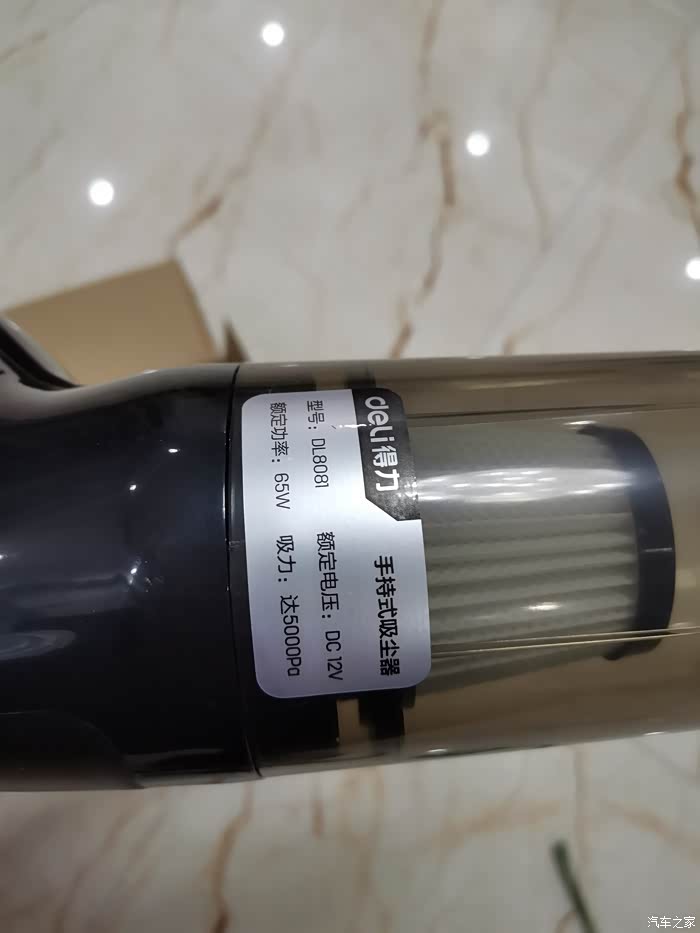 deli 得力
手持式吸尘器
型号：DL8081
额定电压：DC 12V
额定功率：65W
吸力：达5000Pa
汽车之家